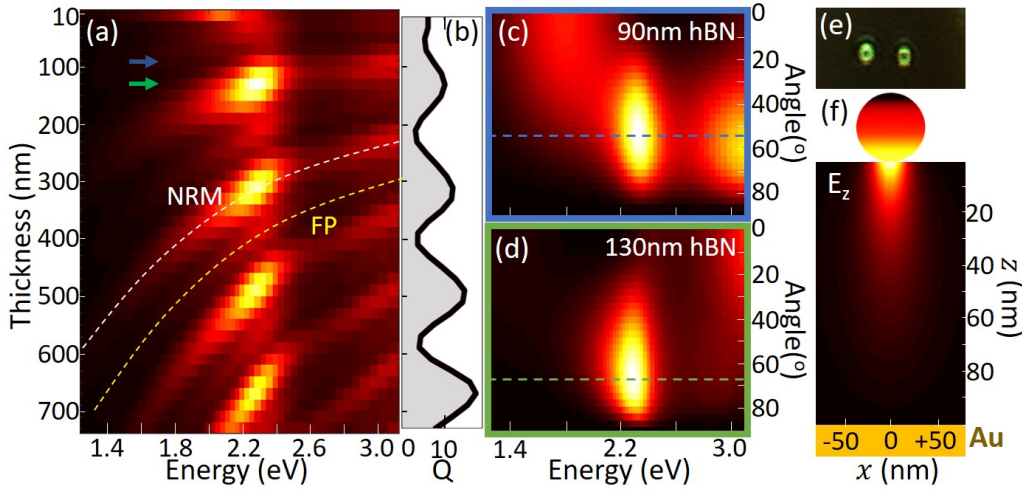 (a)
10
100
200
300
400
500
600
700
Thickness (nm)
NRM
FP
1.4
1.8
2.2
2.6
3.0
Energy (eV)
(b)
0
10
Q
(c)
90nm hBN
0
20
40
60
80
Angle(º)
(d)
130nm hBN
0
20
40
60
80
Angle(º)
1.4
2.2
3.0
Energy (eV)
(e)
(f)
Ez
20
40
60
80
z (nm)
-50
0
+50
Au
x (nm)